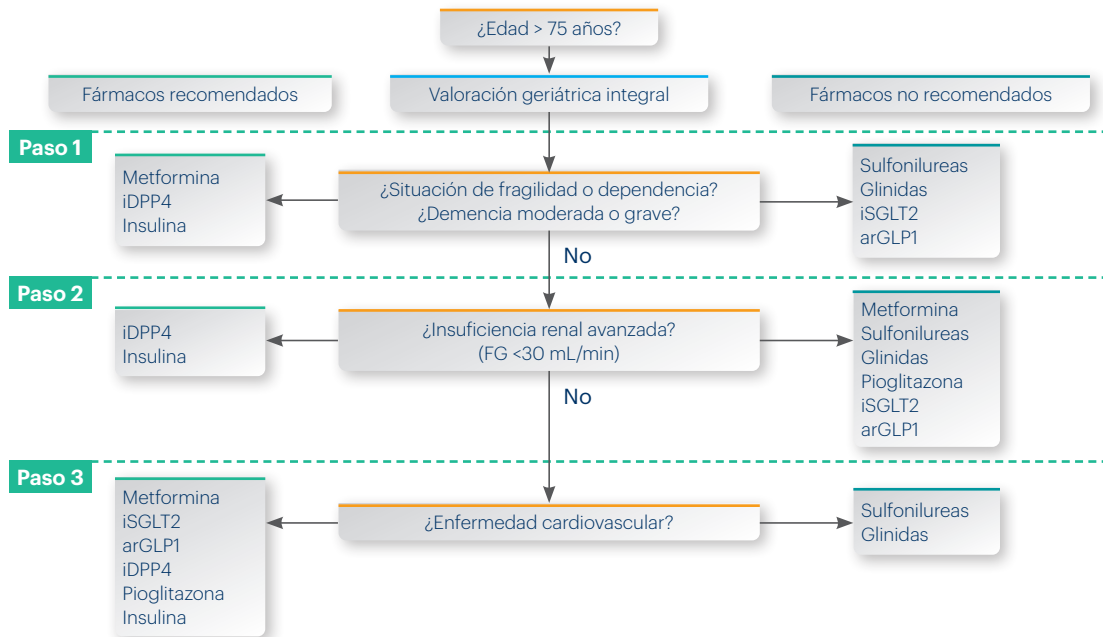 ¿Edad > 75 años?
Fármacos recomendados
Valoración geriátrica integral
Fármacos no recomendados
Paso 1
Metformina
iDPP4
Insulina
¿Situación de fragilidad o dependencia?
¿Demencia moderada o grave?
Sulfonilureas
Glinidas
iSGLT2
arGLP1
No
Paso 2
iDPP4
Insulina
¿Insuficiencia renal avanzada?
(FG <30 mL/min)
Metformina
Sulfonilureas
Glinidas
Pioglitazona
iSGLT2
arGLP1
No
Paso 3
Metformina
iSGLT2
arGLP1
iDPP4
Pioglitazona
Insulina
¿Enfermedad cardiovascular?
Sulfonilureas
Glinidas